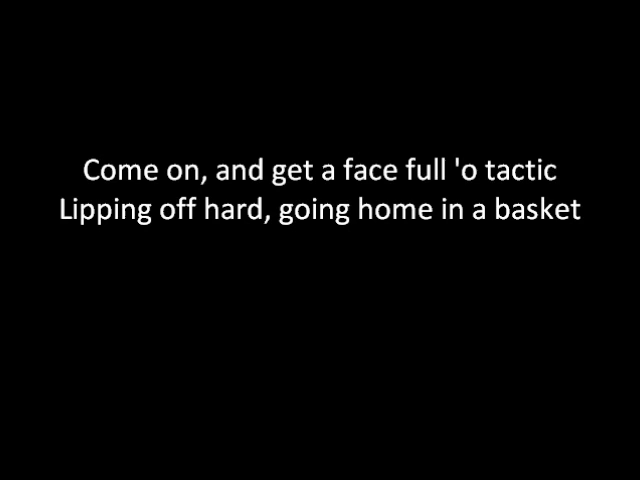 Come on, and get a face full 'o tactic
Lipping off hard, going home in a basket